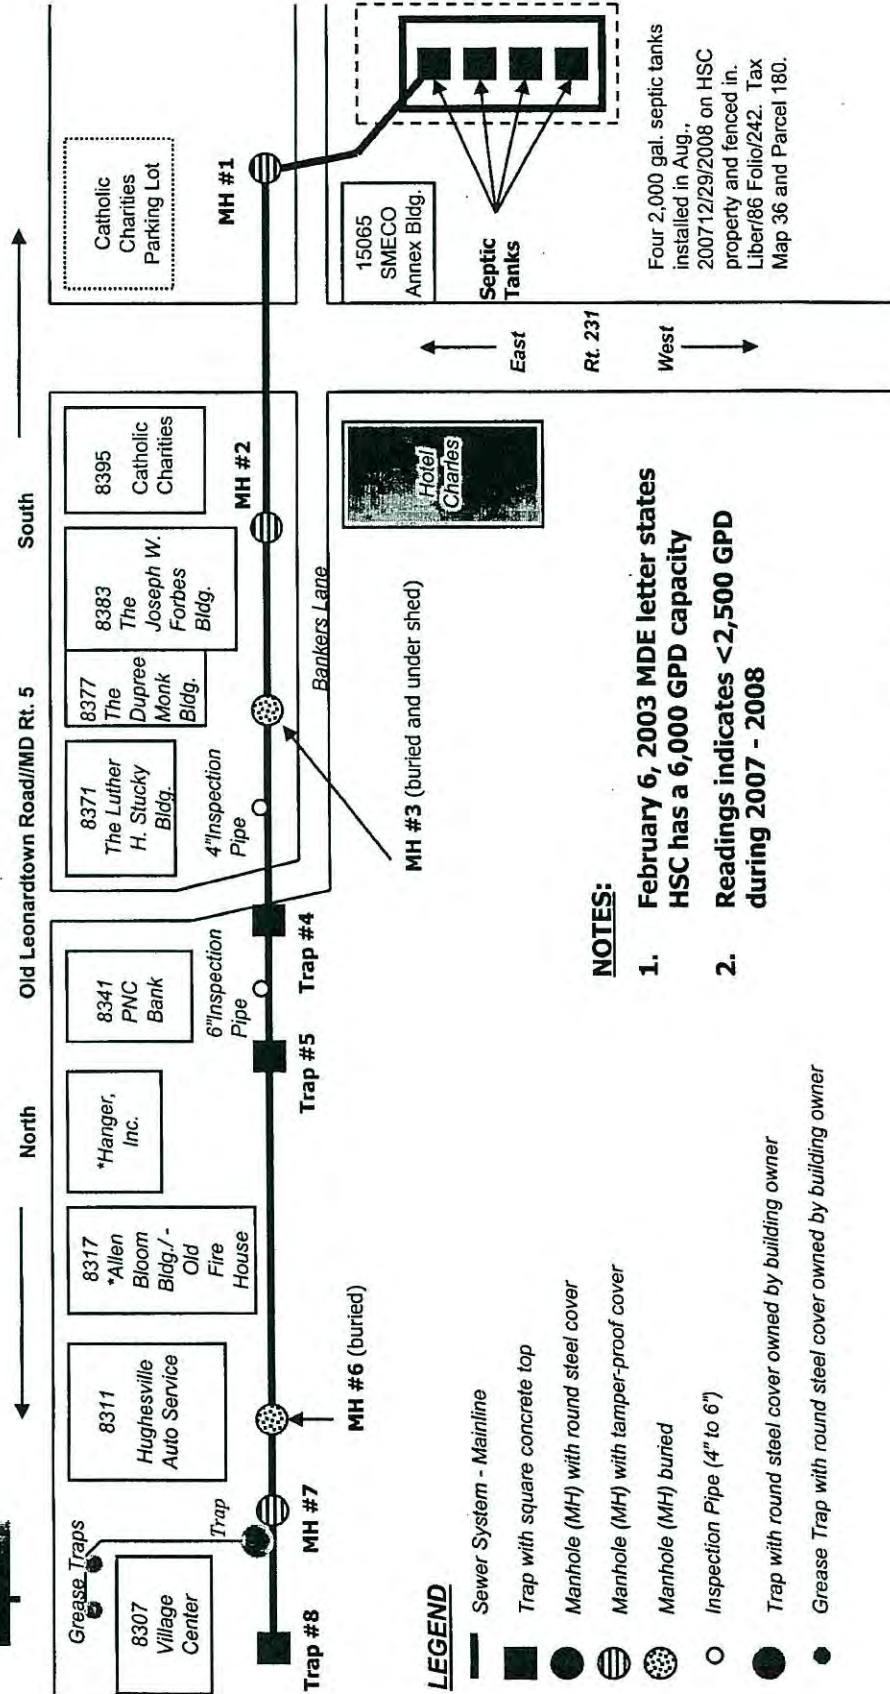 North
Old Leonardtown Road//MD Rt. 5
South
Grease Traps
8307
Village
Center
Trap
8311
Hughesville
Auto Service
8317
*Allen
Bloom
Bldg./ -
Old
Fire
House
*Hanger,
Inc.
8341
PNC
Bank
6"Inspection
Pipe
8371
The Luther
H. Stucky
Bldg.
4"Inspection
Pipe
8377
The
Dupree
Monk
Bldg.
8383
The
Joseph W.
Forbes
Bldg.
8395
Catholic
Charities
Catholic
Charities
Parking Lot
Trap #8
MH #7
MH #6 (buried)
Trap #5
Trap #4
MH #3 (buried and under shed)
MH #2
MH #1
Bankers Lane
Hotel
Charles
East
Rt. 231
West
15065
SMECO
Annex Bldg.
Septic
Tanks
Four 2,000 gal. septic tanks
installed in Aug.,
200712/29/2008 on HSC
property and fenced in.
Liber/86 Folio/242. Tax
Map 36 and Parcel 180.
LEGEND
Sewer System - Mainline
Trap with square concrete top
Manhole (MH) with round steel cover
Manhole (MH) with tamper-proof cover
Manhole (MH) buried
Inspection Pipe (4" to 6")
Trap with round steel cover owned by building owner
Grease Trap with round steel cover owned by building owner
NOTES:
1. February 6, 2003 MDE letter states
HSC has a 6,000 GPD capacity
2. Readings indicates <2,500 GPD
during 2007 - 2008